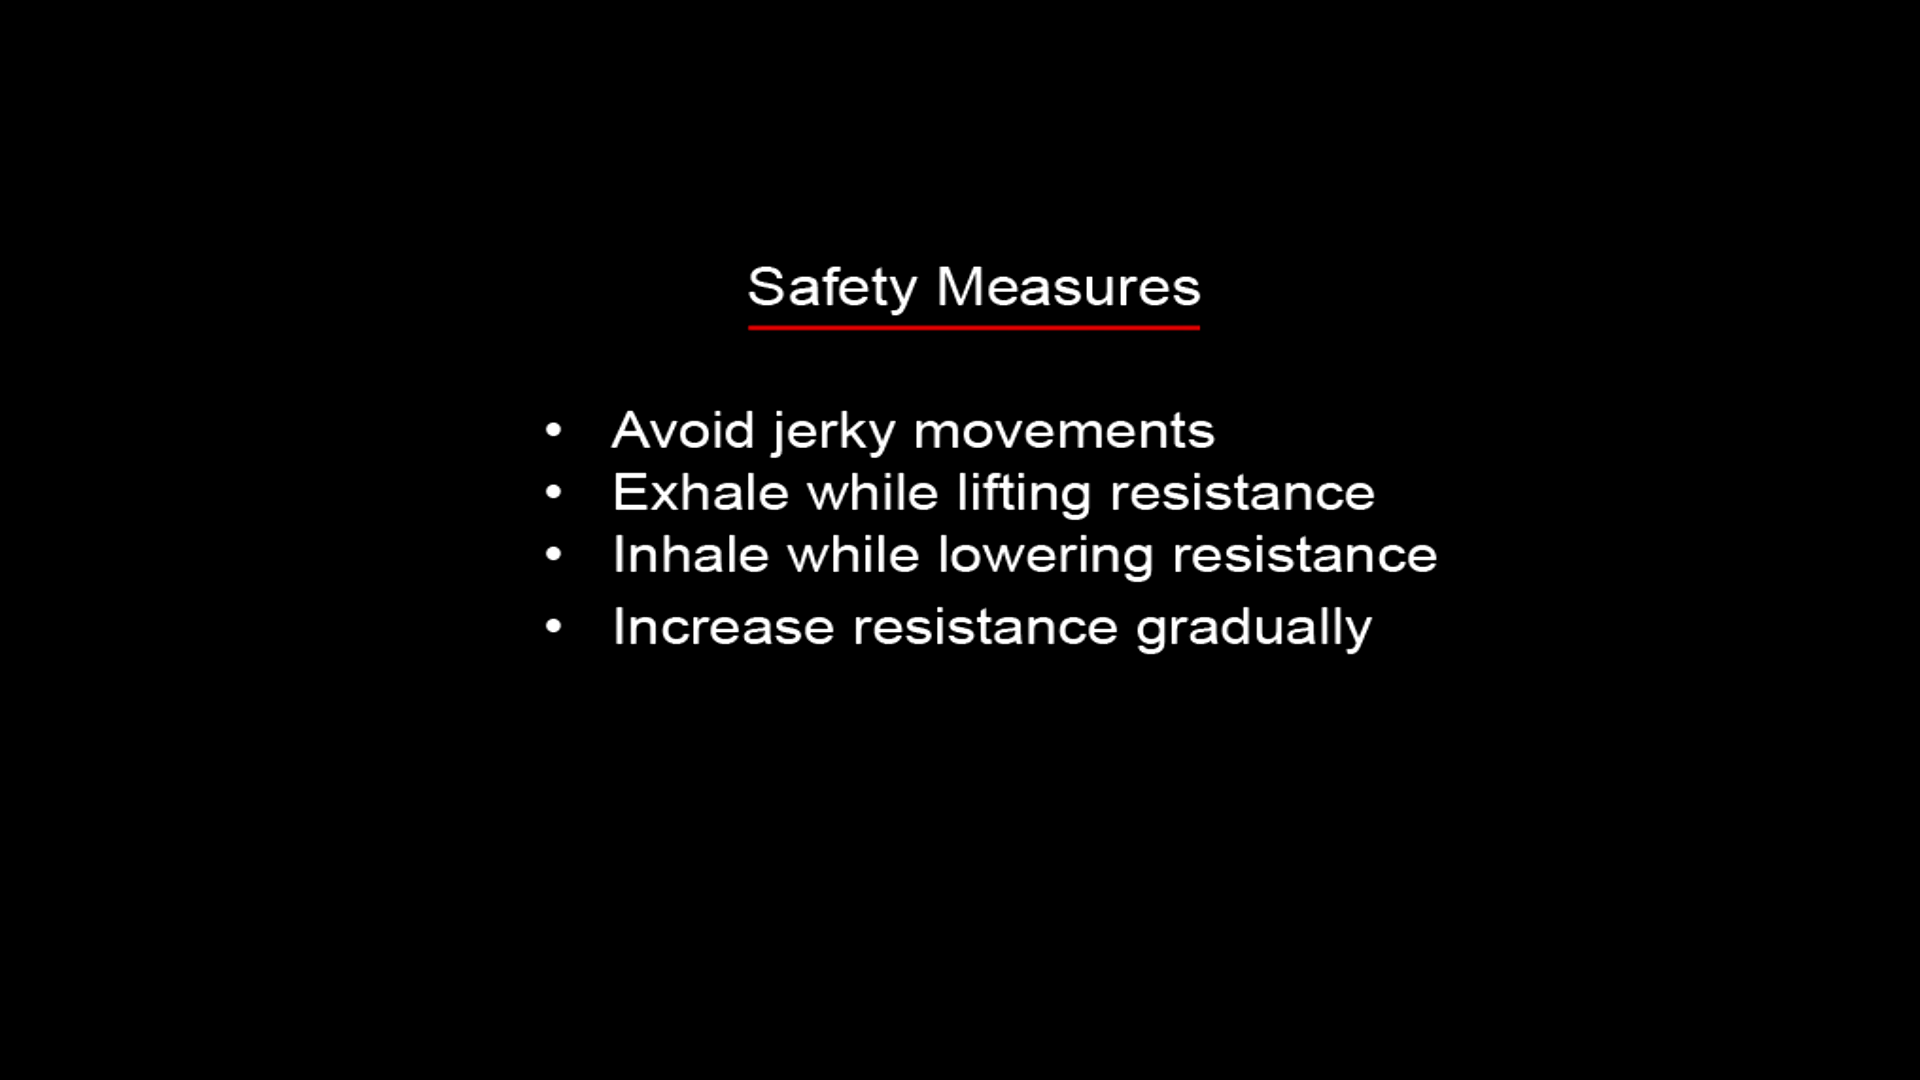 Safety Measures
• Avoid jerky movements
• Exhale while lifting resistance
• Inhale while lowering resistance
• Increase resistance gradually